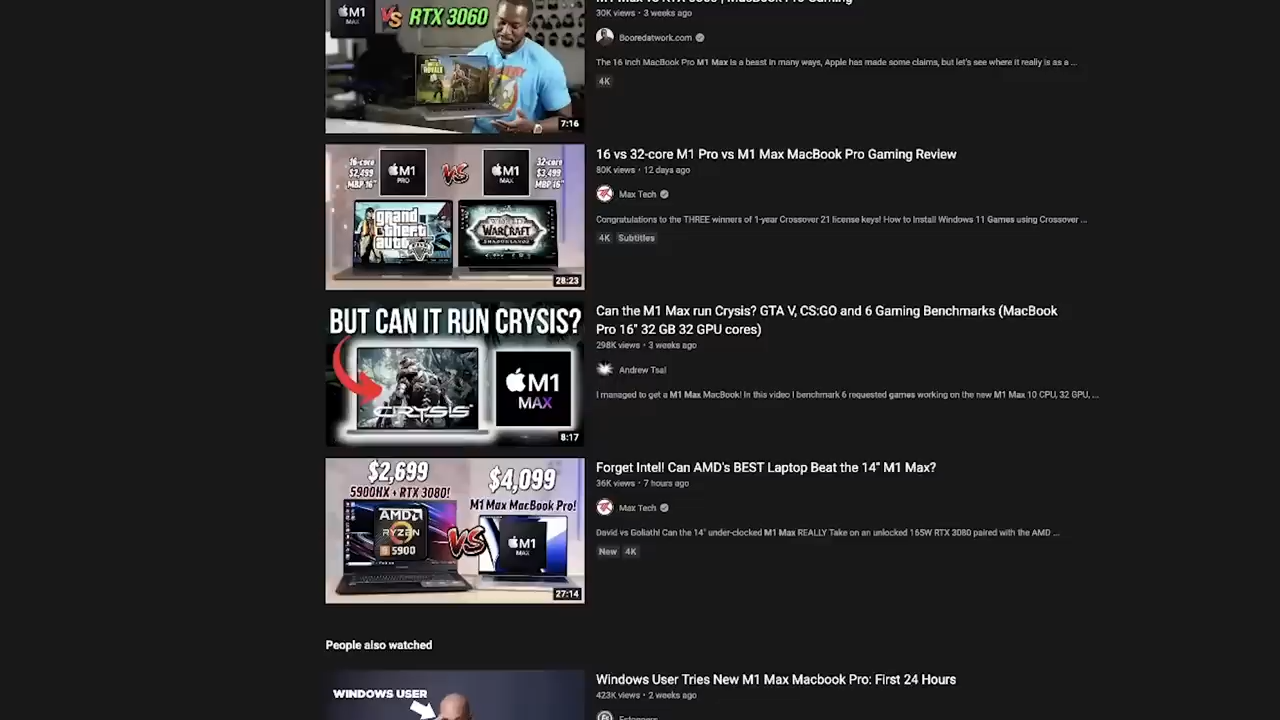 M1
MAX
VS
RTX 3060
7:16
30K views • 3 weeks ago
Booredatwork.com
The 16 inch MacBook Pro M1 Max is a beast in many ways, Apple has made some claims, but let's see where it really is as a ...
4K
16-core
$2,499
MBP 16"
M1
PRO
VS
M1
MAX
32-core
$3,499
MBP 16"
grand
theft
auto
WARCRAFT
28:23
16 vs 32-core M1 Pro vs M1 Max MacBook Pro Gaming Review
80K views • 12 days ago
Max Tech
Congratulations to the THREE winners of 1-year Crossover 21 license keys! How to Install Windows 11 Games using Crossover ...
4K Subtitles
BUT CAN IT RUN CRYSIS?
CRYSIS
M1
MAX
8:17
Can the M1 Max run Crysis? GTA V, CS:GO and 6 Gaming Benchmarks (MacBook
Pro 16" 32 GB 32 GPU cores)
298K views • 3 weeks ago
Andrew Tsai
I managed to get a M1 Max MacBook! In this video I benchmark 6 requested games working on the new M1 Max 10 CPU, 32 GPU, ...
$2,699
5900HX + RTX 3080!
$4,099
M1 Max MacBook Pro!
AMD
RYZEN
9 5900
VS
M1
MAX
27:14
Forget Intel! Can AMD's BEST Laptop Beat the 14" M1 Max?
36K views • 7 hours ago
Max Tech
David vs Goliath! Can the 14" under-clocked M1 Max REALLY Take on an unlocked 165W RTX 3080 paired with the AMD ...
New 4K
People also watched
WINDOWS USER
Windows User Tries New M1 Max Macbook Pro: First 24 Hours
423K views • 2 weeks ago